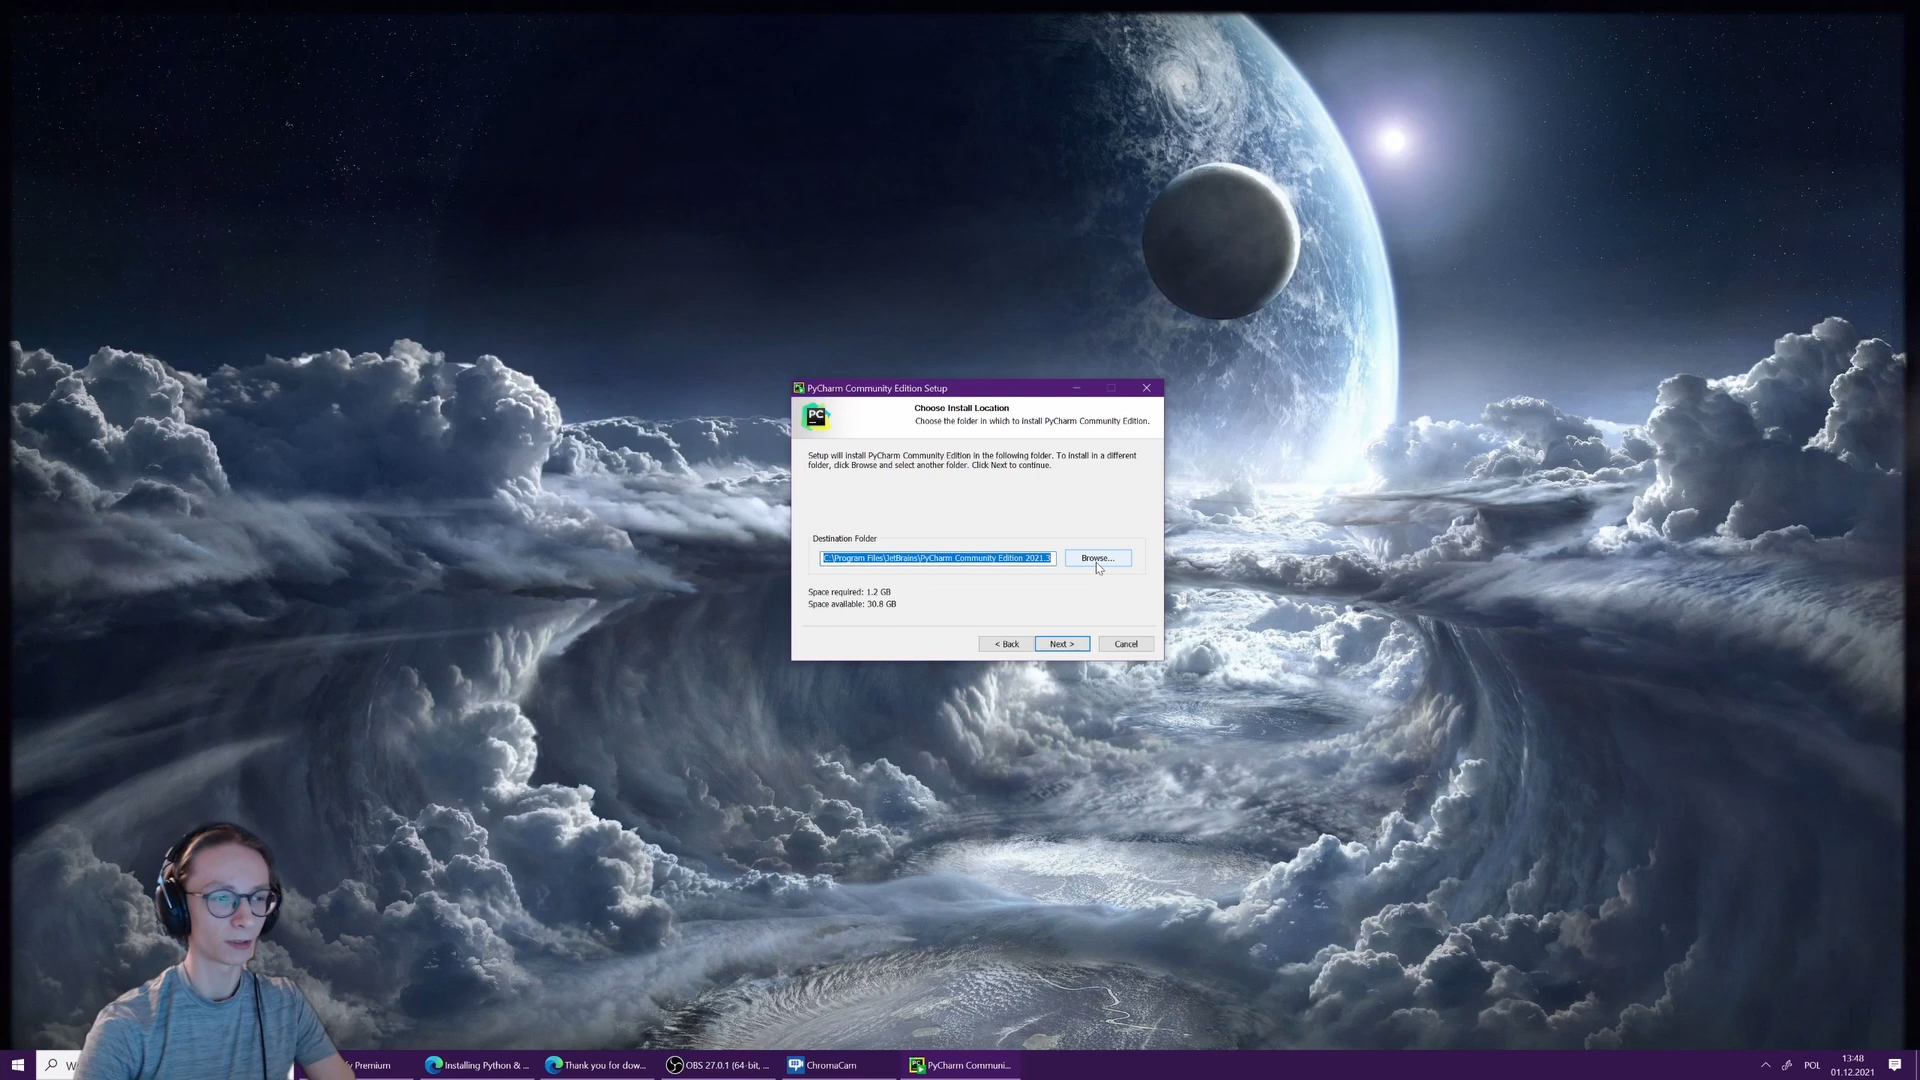 PyCharm Community Edition Setup
PC
Choose Install Location
Choose the folder in which to install PyCharm Community Edition.
Setup will install PyCharm Community Edition in the following folder. To install in a different
folder, click Browse and select another folder. Click Next to continue.
Destination Folder
C:\Program Files\JetBrains\PyCharm Community Edition 2021.3
Browse...
Space required: 1.2 GB
Space available: 30.8 GB
< Back
Next >
Cancel
Premium
Installing Python & ...
Thank you for dow...
OBS 27.0.1 (64-bit, ...
ChromaCam
PyCharm Communi...
POL
13:48
01.12.2021